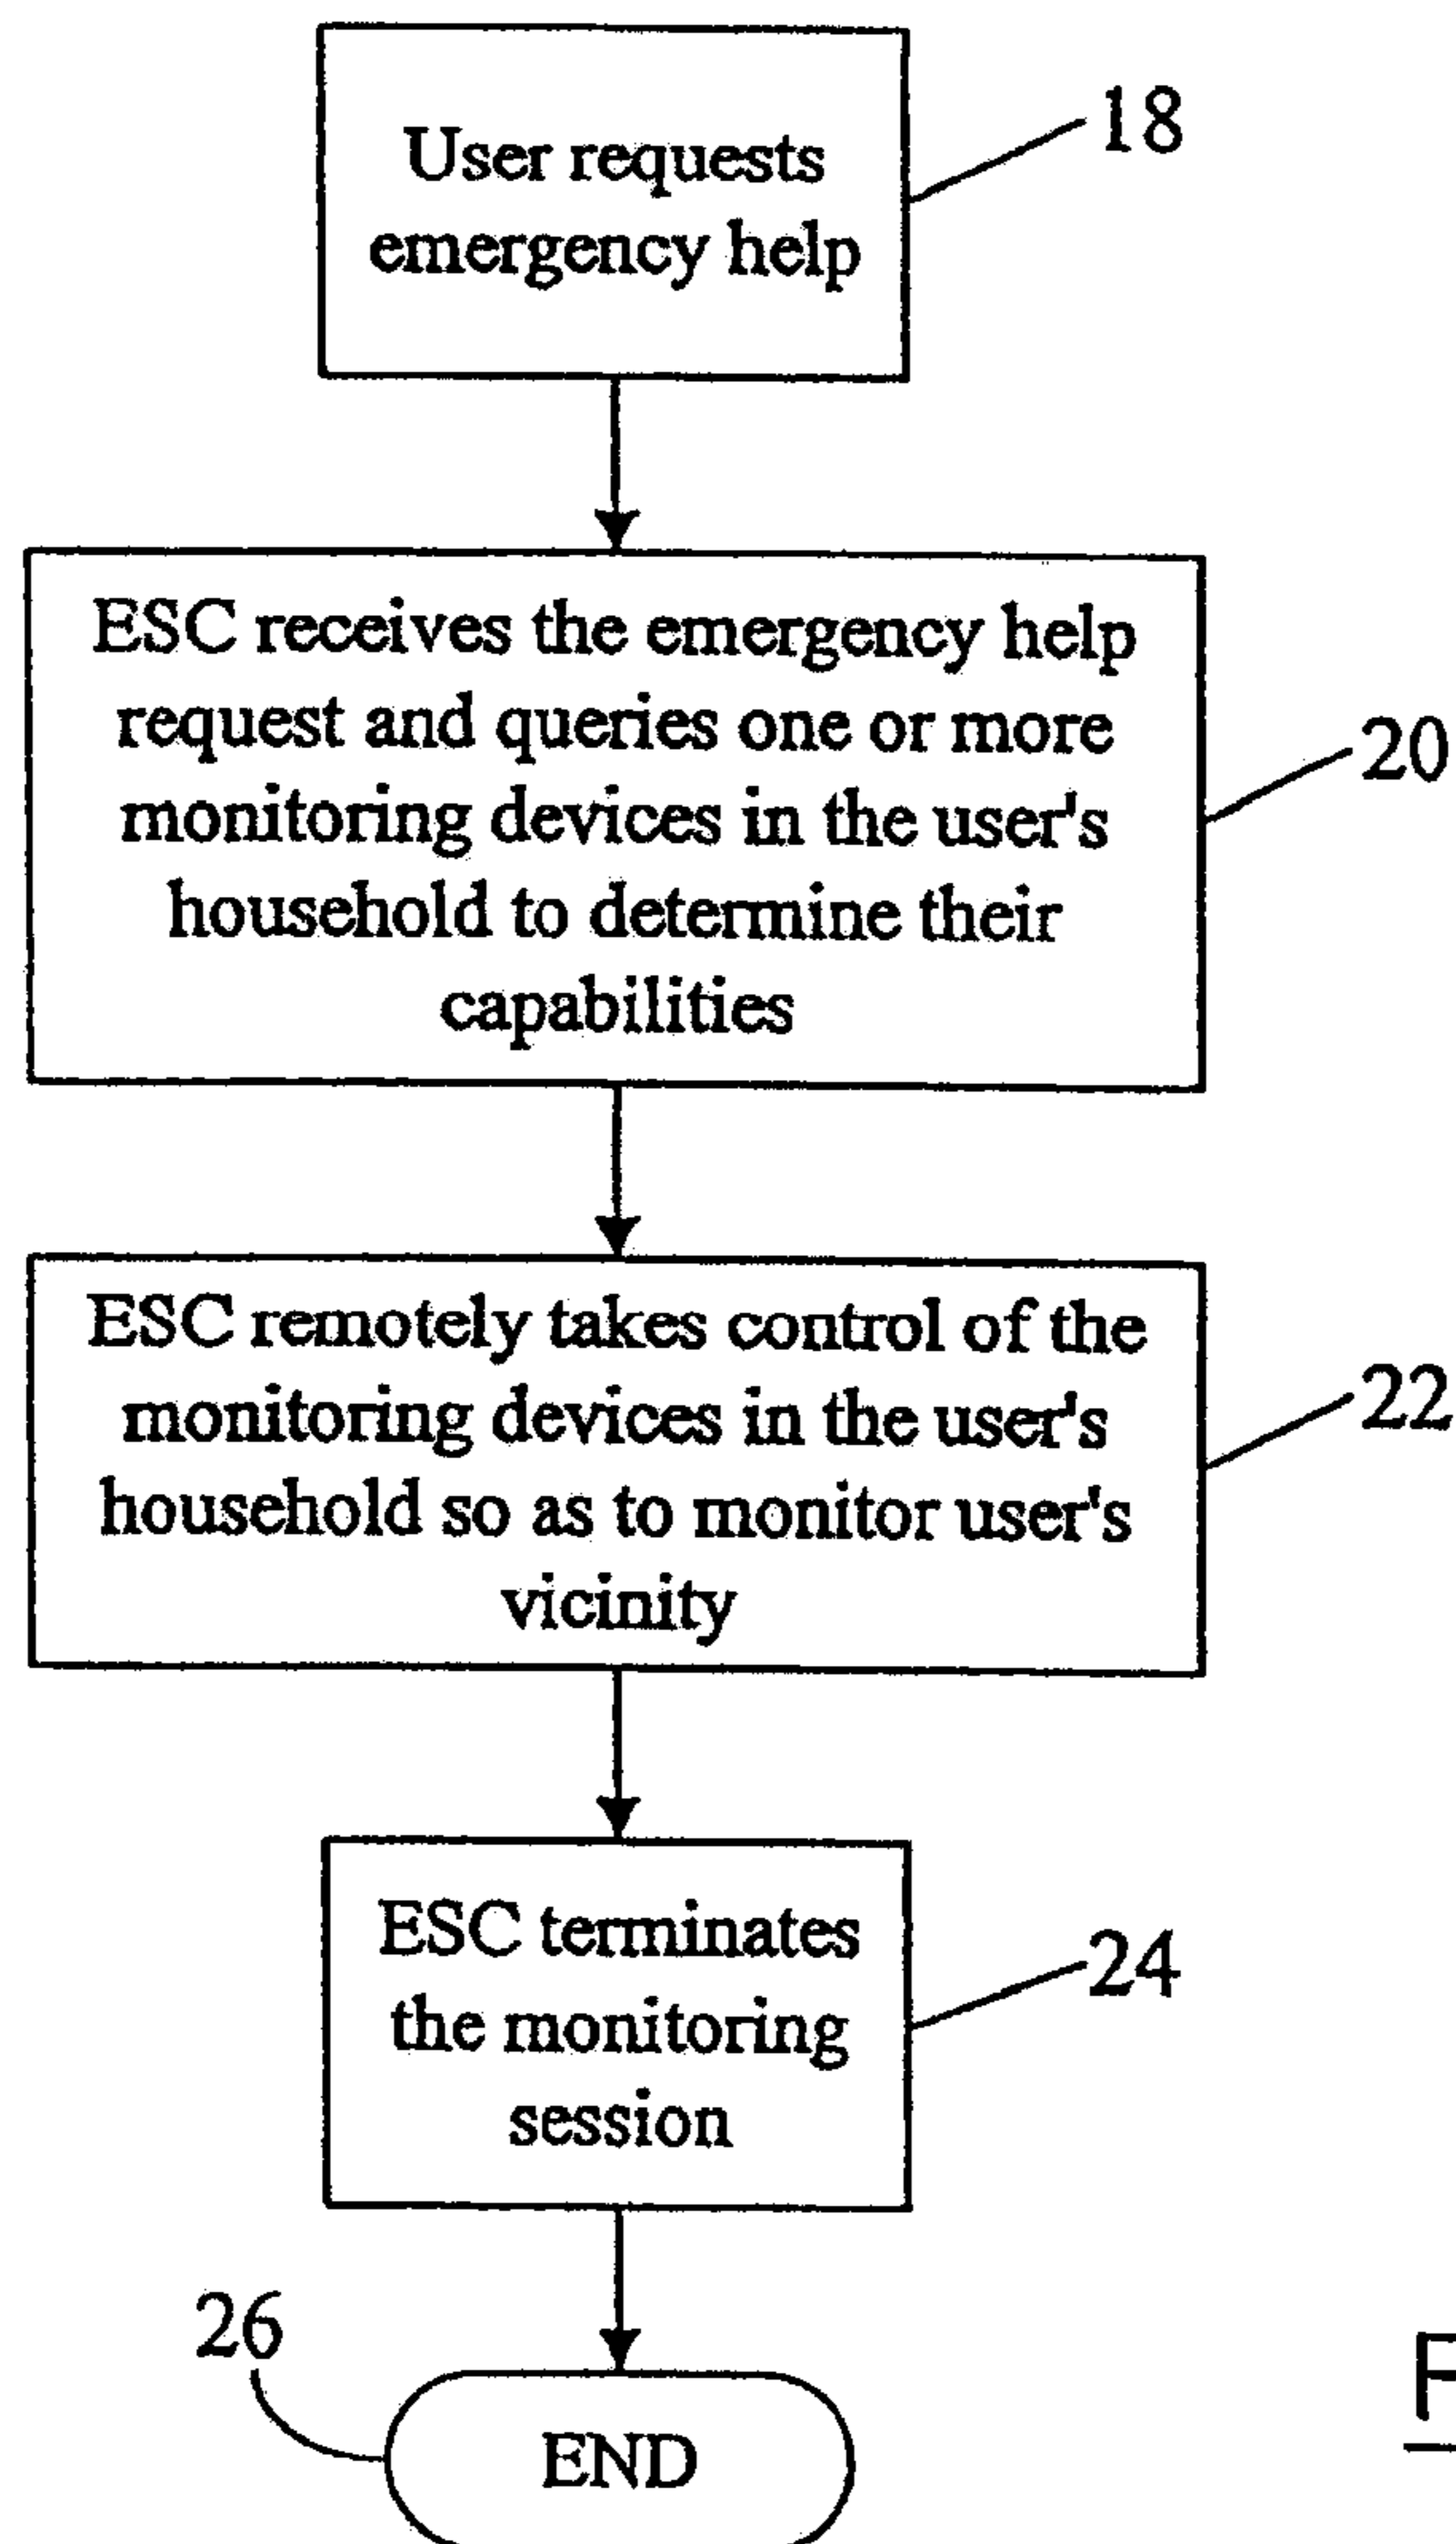 User requests
emergency help
18
ESC receives the emergency help
request and queries one or more
monitoring devices in the user's
household to determine their
capabilities
20
ESC remotely takes control of the
monitoring devices in the user's
household so as to monitor user's
vicinity
22
ESC terminates
the monitoring
session
24
26
END